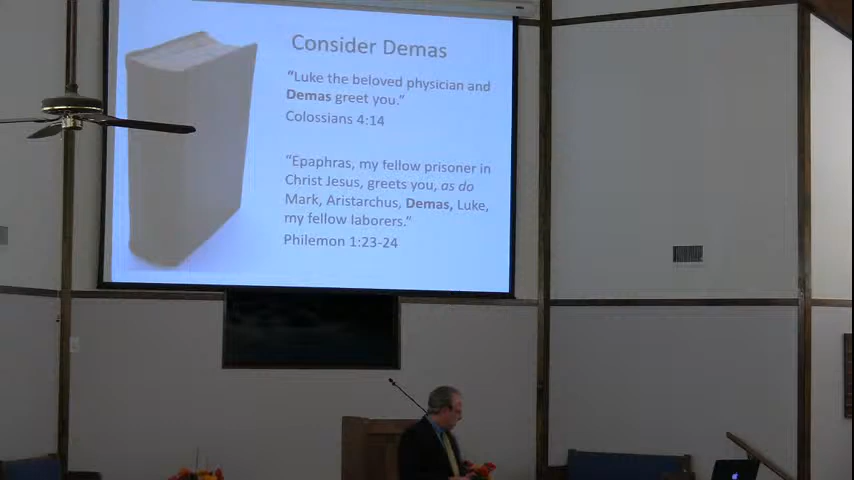 Consider Demas
“Luke the beloved physician and
Demas greet you.”
Colossians 4:14
“Epaphras, my fellow prisoner in
Christ Jesus, greets you, as do
Mark, Aristarchus, Demas, Luke,
my fellow laborers.”
Philemon 1:23-24